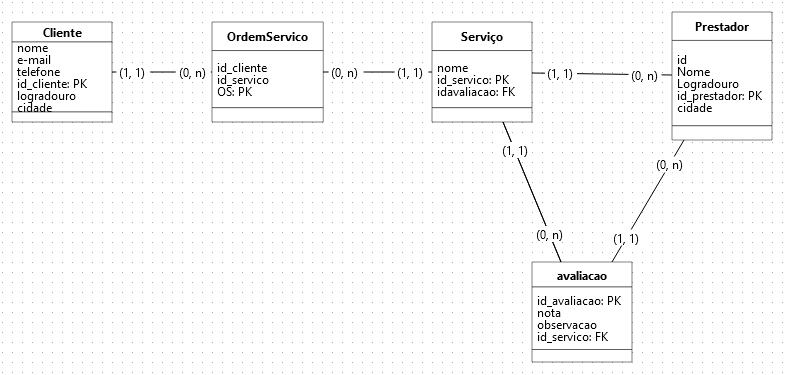 Cliente
nome
e-mail
telefone
id_cliente: PK
logradouro
cidade
(1, 1)
(0, n)
OrdemServico
id_cliente
id_servico
OS: PK
(0, n)
(1, 1)
Serviço
nome
id_servico: PK
idavaliacao: FK
(1, 1)
(0, n)
Prestador
id
Nome
Logradouro
id_prestador: PK
cidade
(1, 1)
(0, n)
(0, n)
(1, 1)
avaliacao
id_avaliacao: PK
nota
observacao
id_servico: FK